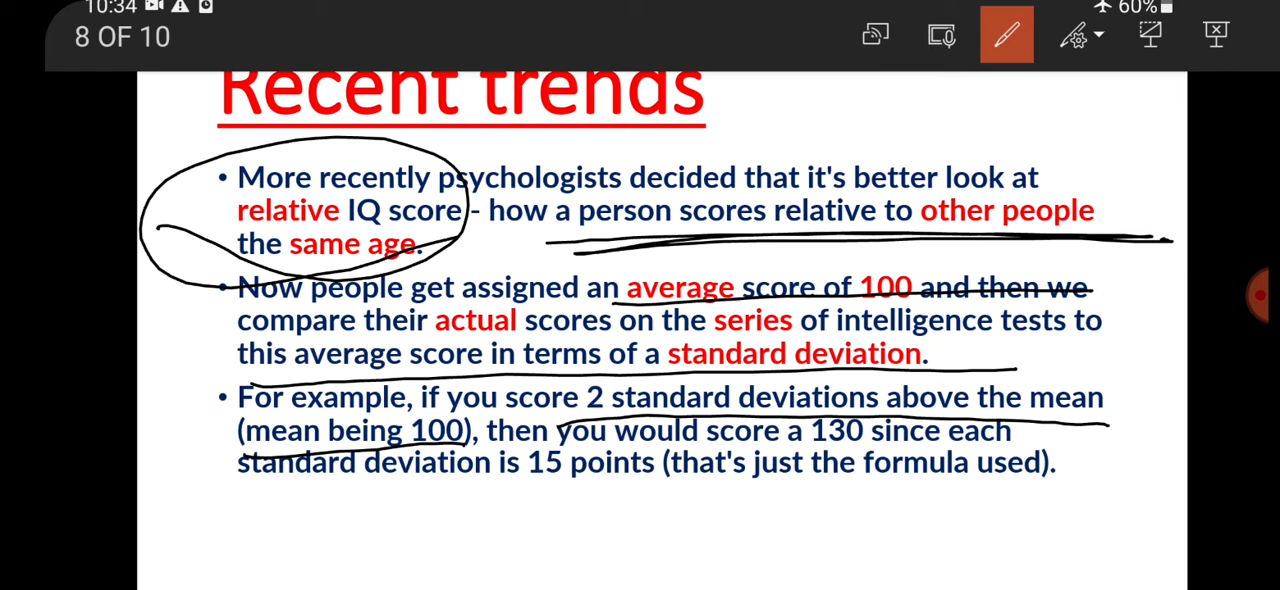 10:34
60%
8 OF 10
Recent trends
• More recently psychologists decided that it's better look at
relative IQ score - how a person scores relative to other people
the same age.
• Now people get assigned an average score of 100 and then we
compare their actual scores on the series of intelligence tests to
this average score in terms of a standard deviation.
• For example, if you score 2 standard deviations above the mean
(mean being 100), then you would score a 130 since each
standard deviation is 15 points (that's just the formula used).